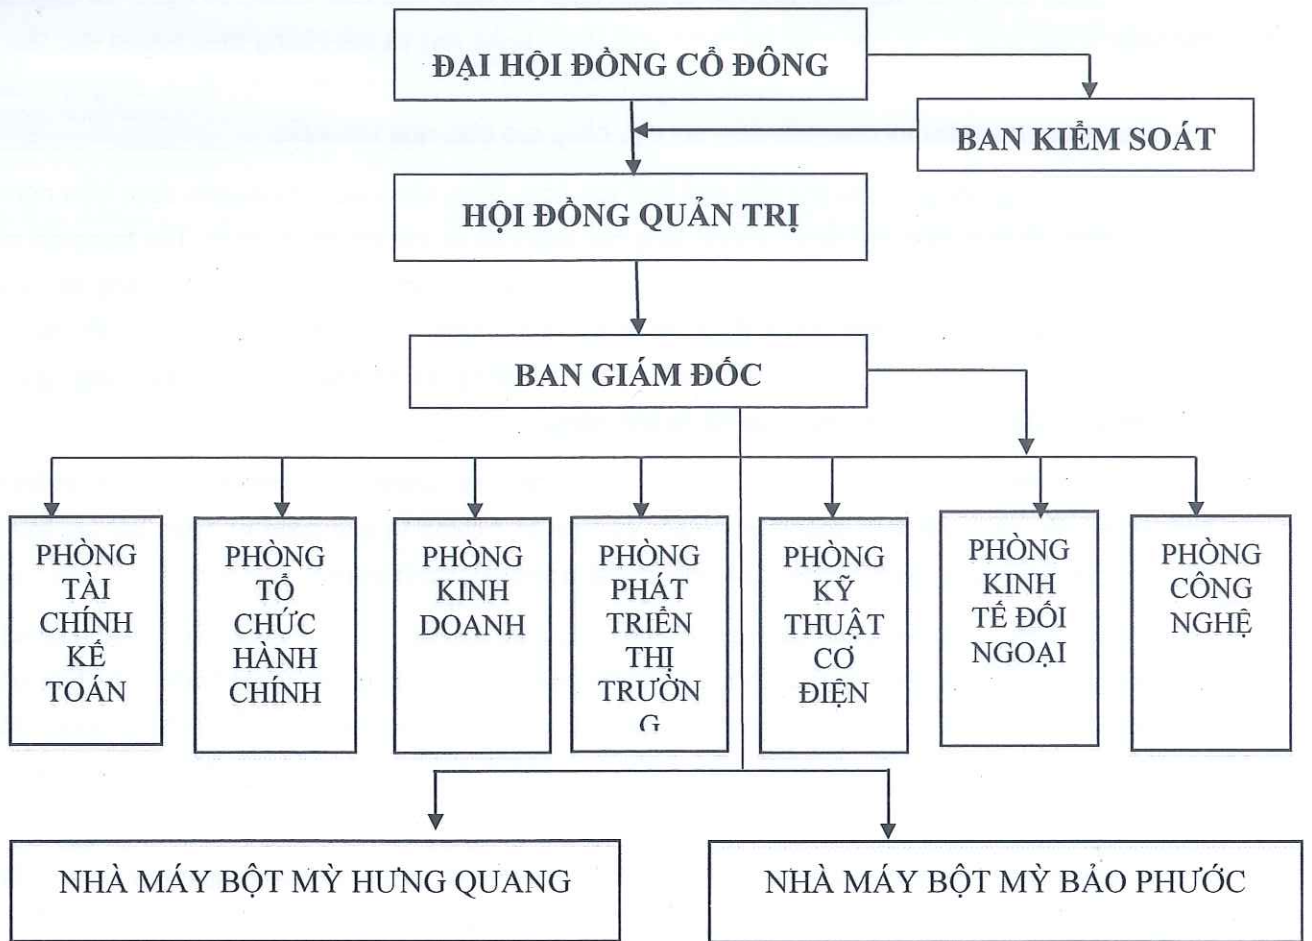 ĐẠI HỘI ĐỒNG CỔ ĐÔNG
BAN KIỂM SOÁT
HỘI ĐỒNG QUẢN TRỊ
BAN GIÁM ĐỐC
PHÒNG
TÀI
CHÍNH
KẾ
TOÁN
PHÒNG
TỔ
CHỨC
HÀNH
CHÍNH
PHÒNG
KINH
DOANH
PHÒNG
PHÁT
TRIỂN
THỊ
TRƯỜN
G
PHÒNG
KỸ
THUẬT
CƠ
ĐIỆN
PHÒNG
KINH
TẾ ĐỐI
NGOẠI
PHÒNG
CÔNG
NGHỆ
NHÀ MÁY BỘT MỲ HƯNG QUANG
NHÀ MÁY BỘT MỲ BẢO PHƯỚC